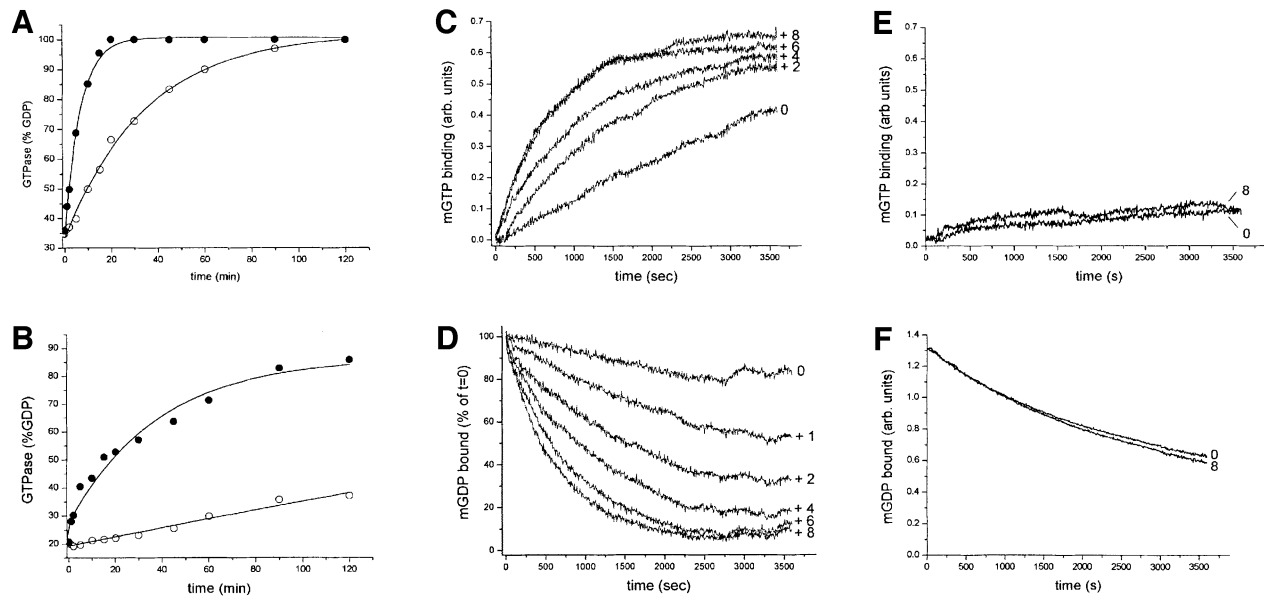 A
GTPase (% GDP)
100
90
80
70
60
50
40
30
0 20 40 60 80 100 120
time (min)
B
GTPase (%GDP)
90
80
70
60
50
40
30
20
0 20 40 60 80 100 120
time (min)
C
mGTP binding (arb. units)
0.7
0.6
0.5
0.4
0.3
0.2
0.1
0.0
+ 8
+ 6
+ 4
+ 2
0
0 500 1000 1500 2000 2500 3000 3500
time (sec)
D
mGDP bound (% of t=0)
100
80
60
40
20
0
0
+ 1
+ 2
+ 4
+ 6
+ 8
0 500 1000 1500 2000 2500 3000 3500
time (sec)
E
mGTP binding (arb units)
0.7
0.6
0.5
0.4
0.3
0.2
0.1
0.0
8
0
0 500 1000 1500 2000 2500 3000 3500
time (s)
F
mGDP bound (arb. units)
1.4
1.2
1.0
0.8
0.6
0.4
0.2
0.0
0
8
0 500 1000 1500 2000 2500 3000 3500
time (s)